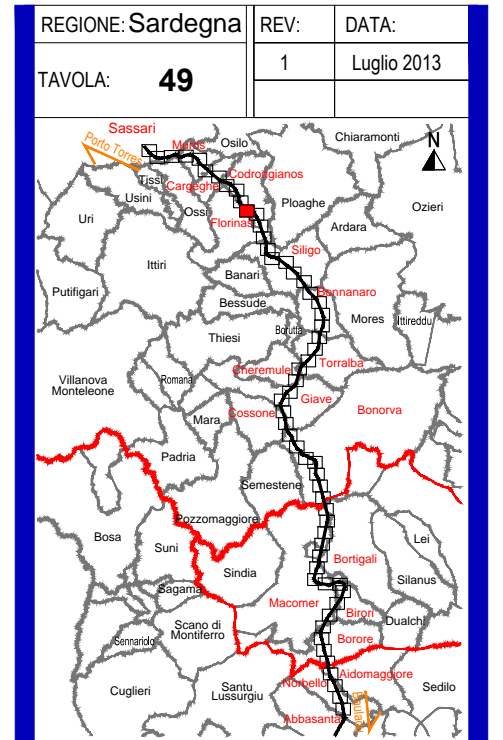 REGIONE: Sardegna
REV:
DATA:
TAVOLA: 49
1
Luglio 2013
Sassari
Porto Torres
Muros
Osilo
Chiaramonti
N
Tissi
Cargeghe
Codrongianos
Usini
Ossi
Ploaghe
Ozieri
Uri
Florinas
Ardara
Siligo
Ittiri
Banari
Putifigari
Bonnanaro
Bessude
Mores
Ittireddu
Thiesi
Borutta
Cheremule
Torralba
Villanova
Monteleone
Romana
Giave
Cossone
Bonorva
Mara
Padria
Semestene
Pozzomaggiore
Bosa
Suni
Lei
Bortigali
Sindia
Silanus
Sagama
Macomer
Birori
Dualchi
Scano di
Montiferro
Sennariolo
Borore
Aidomaggiore
Norbello
Cuglieri
Santu
Lussurgiu
Sedilo
Abbasanta